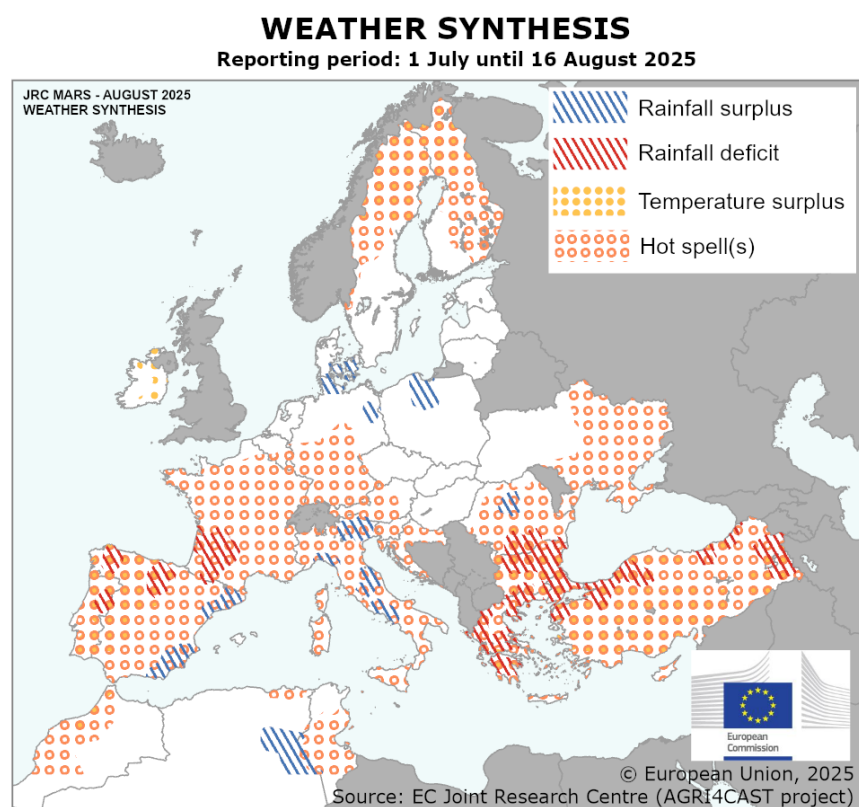 WEATHER SYNTHESIS
Reporting period: 1 July until 16 August 2025
JRC MARS - AUGUST 2025
WEATHER SYNTHESIS
Rainfall surplus
Rainfall deficit
Temperature surplus
Hot spell(s)
European
Commission
© European Union, 2025
Source: EC Joint Research Centre (AGRI4CAST project)